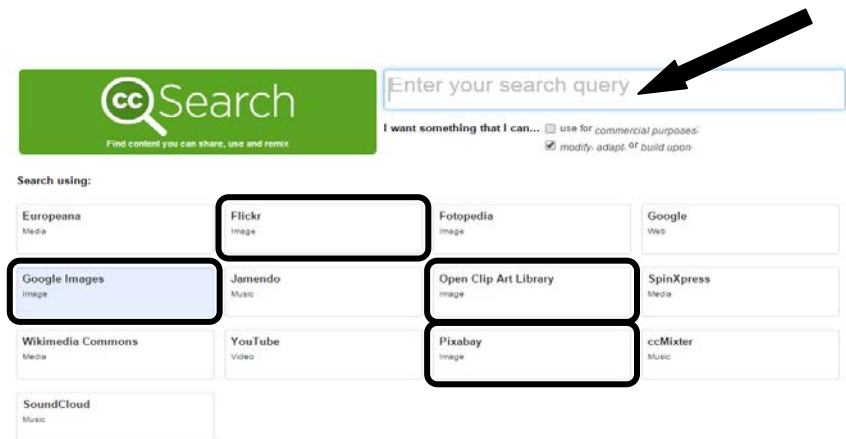 cc Search
Find content you can share, use and remix
Enter your search query
I want something that I can... use for commercial purposes;
modify, adapt, or build upon.
Search using:
Europeana
Media
Flickr
Image
Fotopedia
Image
Google
Web
Google Images
Image
Jamendo
Music
Open Clip Art Library
Image
SpinXpress
Media
Wikimedia Commons
Media
YouTube
Video
Pixabay
Image
ccMixter
Music
SoundCloud
Music